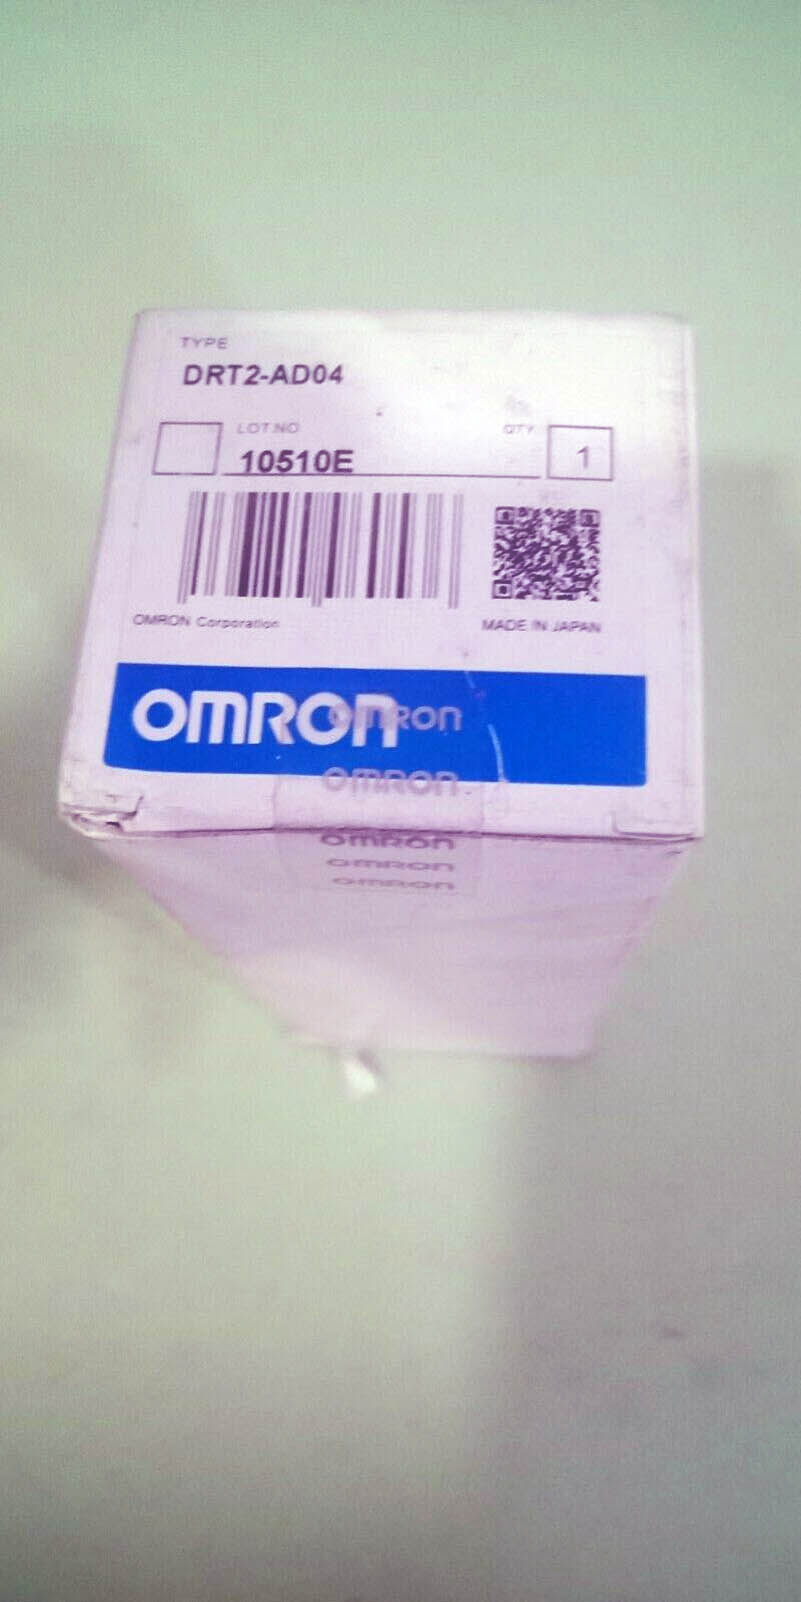 TYPE
DRT2-AD04
LOT.NO QTY
10510E 1
OMRON Corporation MADE IN JAPAN
OMRON
OMRON
OMRON
OMRON
OMRON
OMRON